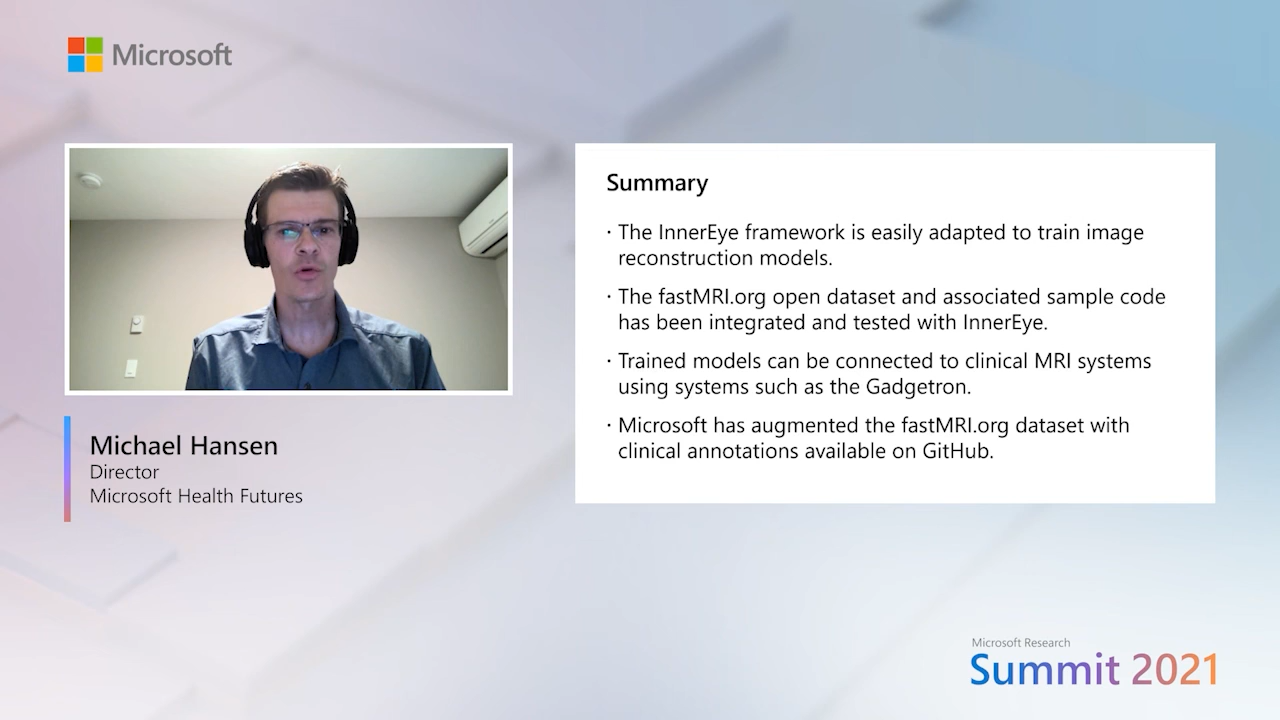 Microsoft
Summary
· The InnerEye framework is easily adapted to train image
reconstruction models.
· The fastMRI.org open dataset and associated sample code
has been integrated and tested with InnerEye.
· Trained models can be connected to clinical MRI systems
using systems such as the Gadgetron.
· Microsoft has augmented the fastMRI.org dataset with
clinical annotations available on GitHub.
Michael Hansen
Director
Microsoft Health Futures
Microsoft Research
Summit 2021